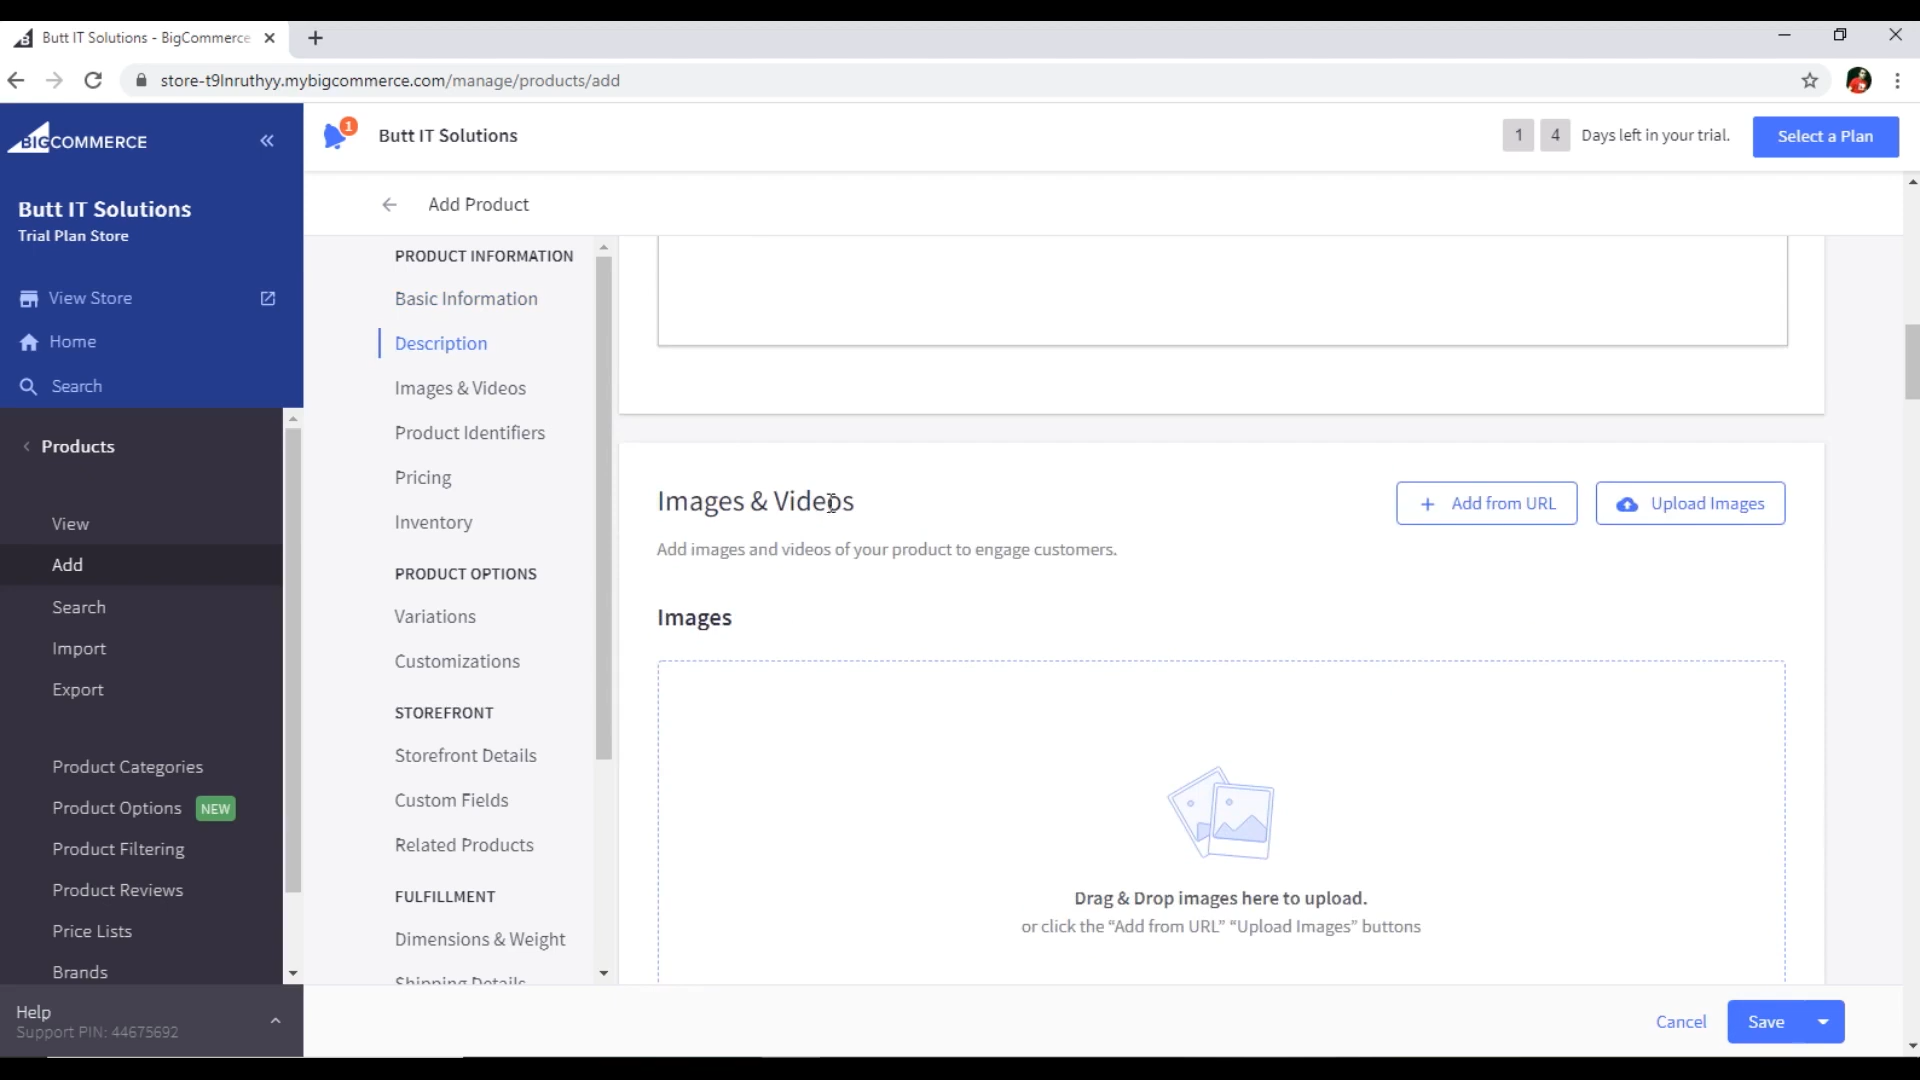 Butt IT Solutions - BigCommerce
store-t9lnruthyy.mybigcommerce.com/manage/products/add
BIGCOMMERCE
1
Butt IT Solutions
1 4 Days left in your trial.
Select a Plan
Butt IT Solutions
Trial Plan Store
View Store
Home
Search
Products
View
Add
Search
Import
Export
Product Categories
Product Options NEW
Product Filtering
Product Reviews
Price Lists
Brands
Help
Support PIN: 44675692
Add Product
PRODUCT INFORMATION
Basic Information
Description
Images & Videos
Product Identifiers
Pricing
Inventory
PRODUCT OPTIONS
Variations
Customizations
STOREFRONT
Storefront Details
Custom Fields
Related Products
FULFILLMENT
Dimensions & Weight
Shipping Details
Images & Videos
Add from URL
Upload Images
Add images and videos of your product to engage customers.
Images
Drag & Drop images here to upload.
or click the “Add from URL” “Upload Images” buttons
Cancel
Save